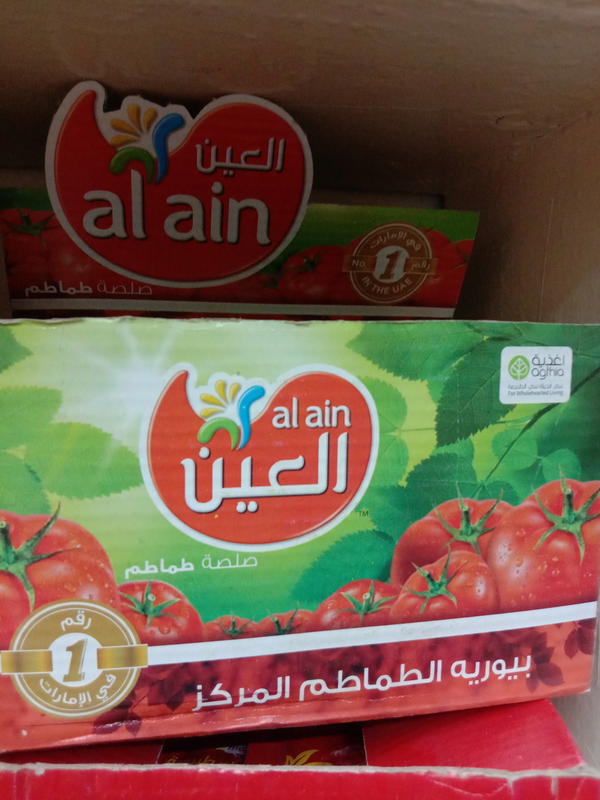 العين
al ain
صلصة طماطم
في الإمارات
No. 1 رقم
IN THE UAE
أغذية
agthia
For Wholehearted Living
al ain
العين
TM
صلصة طماطم
رقم
1
في الإمارات
بيوريه الطماطم المركز